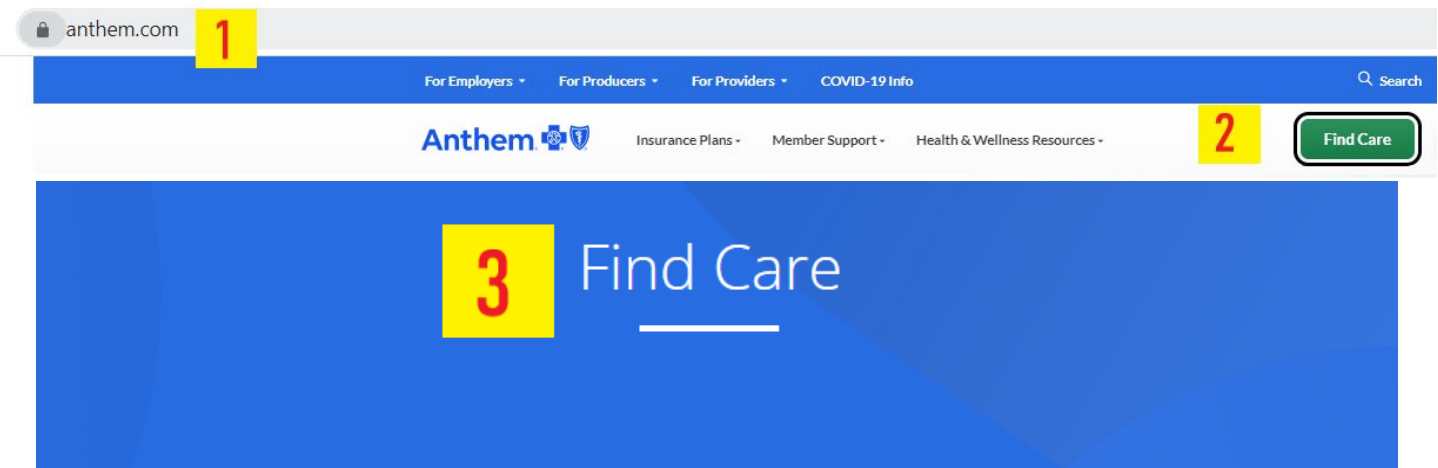 anthem.com 1
For Employers For Producers For Providers COVID-19 Info Search
Anthem Insurance Plans Member Support Health & Wellness Resources 2 Find Care
3 Find Care